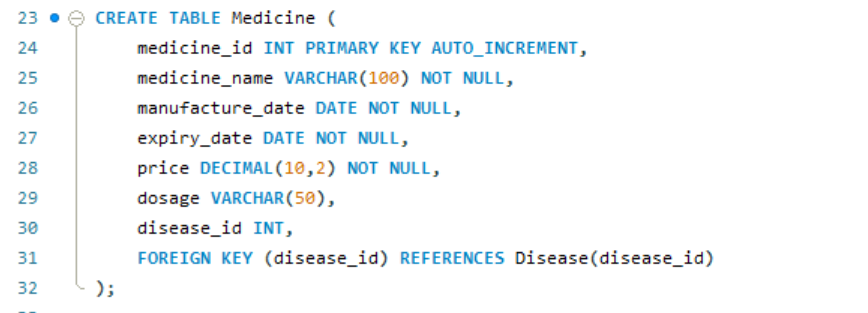 23 CREATE TABLE Medicine (
24 medicine_id INT PRIMARY KEY AUTO_INCREMENT,
25 medicine_name VARCHAR(100) NOT NULL,
26 manufacture_date DATE NOT NULL,
27 expiry_date DATE NOT NULL,
28 price DECIMAL(10,2) NOT NULL,
29 dosage VARCHAR(50),
30 disease_id INT,
31 FOREIGN KEY (disease_id) REFERENCES Disease(disease_id)
32 );